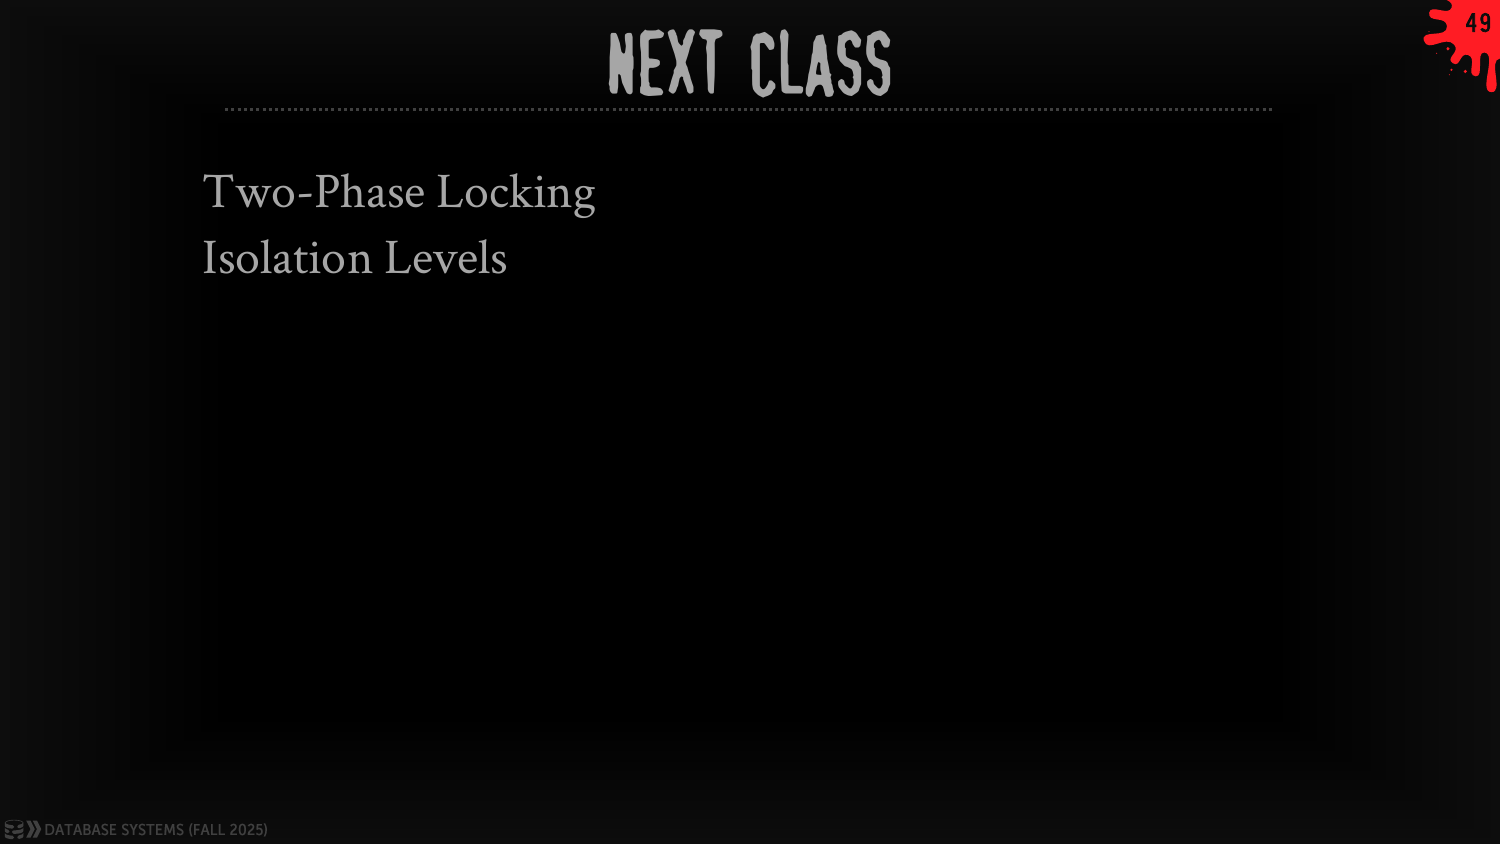 NEXT CLASS
49
Two-Phase Locking
Isolation Levels
DATABASE SYSTEMS (FALL 2025)